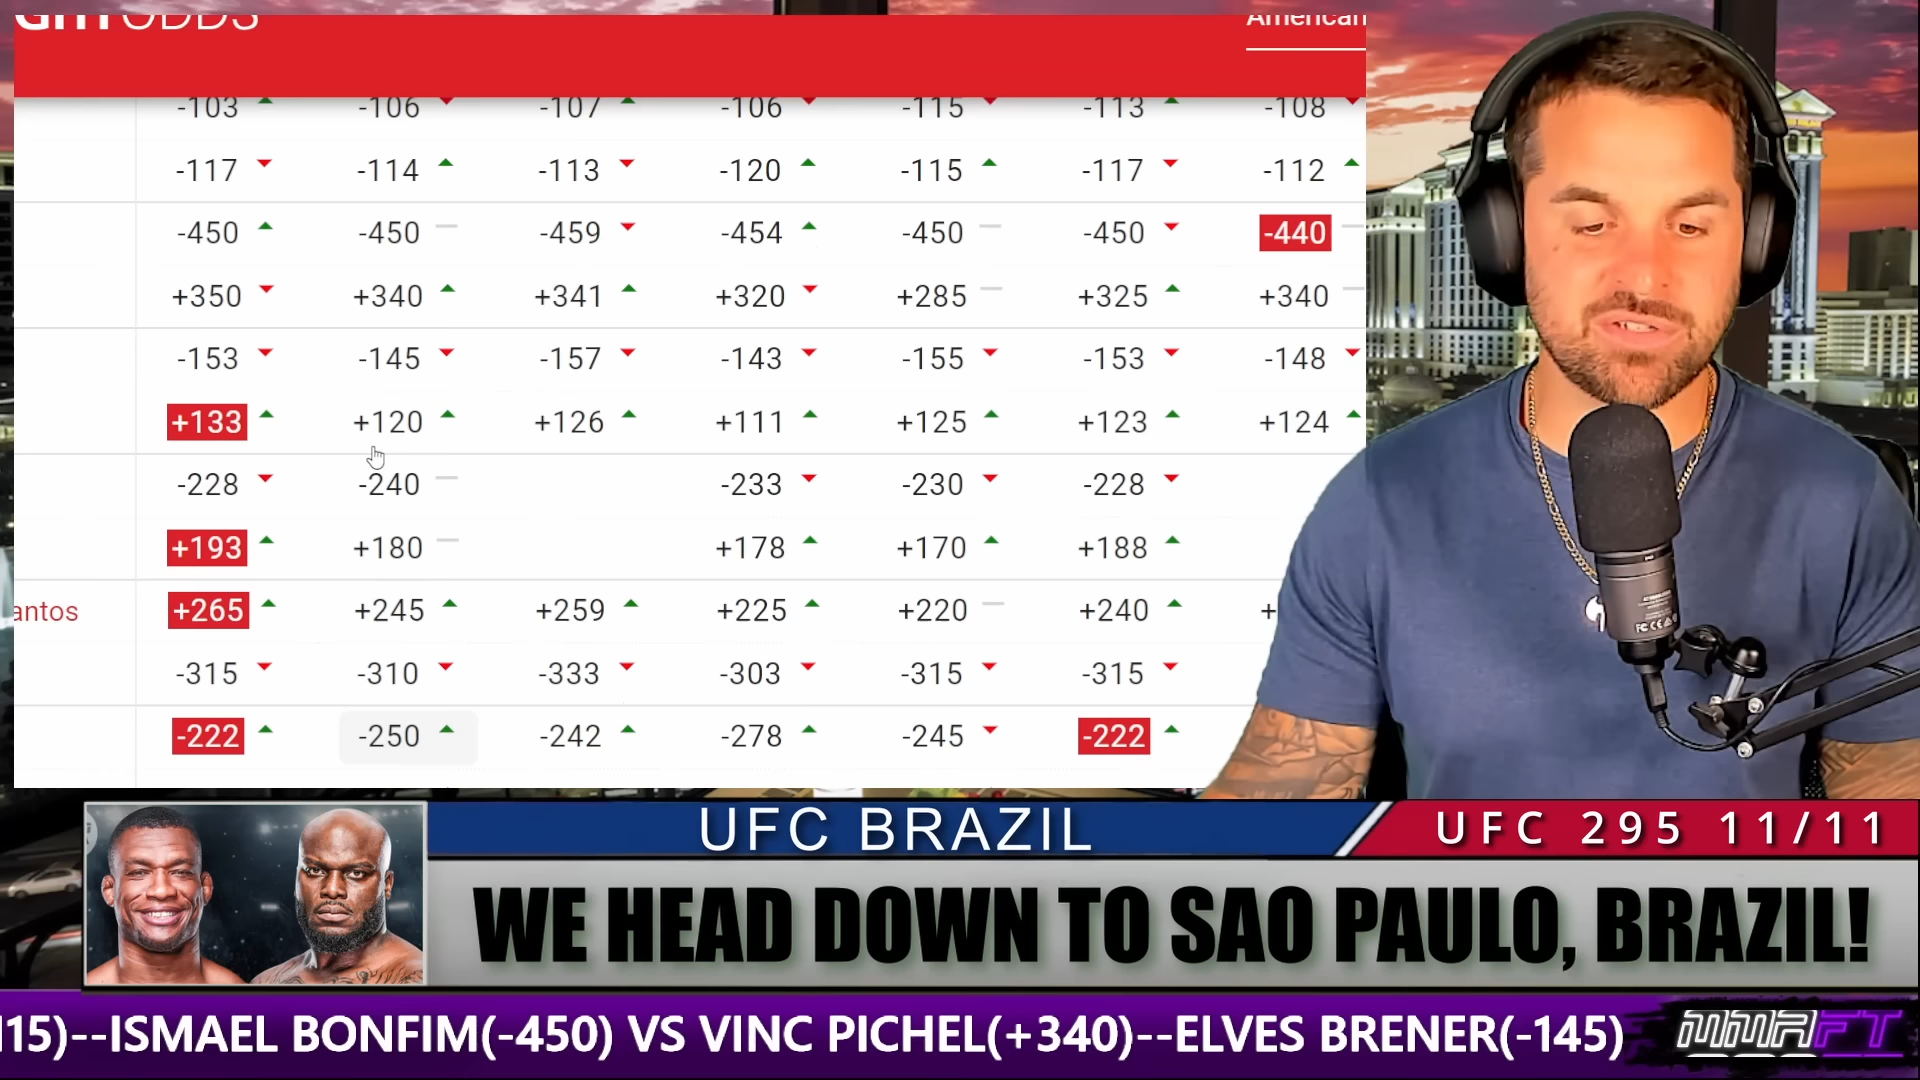 GHTODDS
American
-103 -106 -107 -106 -115 -113 -108
-117 -114 -113 -120 -115 -117 -112
-450 -450 -459 -454 -450 -450 -440
+350 +340 +341 +320 +285 +325 +340
-153 -145 -157 -143 -155 -153 -148
+133 +120 +126 +111 +125 +123 +124
-228 -240 -233 -230 -228
+193 +180 +178 +170 +188
antos +265 +245 +259 +225 +220 +240 +
-315 -310 -333 -303 -315 -315
-222 -250 -242 -278 -245 -222
UFC BRAZIL
UFC 295 11/11
WE HEAD DOWN TO SAO PAULO, BRAZIL!
115)--ISMAEL BONFIM(-450) VS VINC PICHEL(+340)--ELVES BRENER(-145)
MMAFT